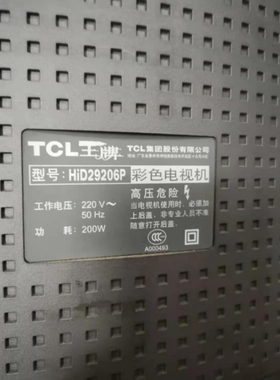 TCL王牌 TCL集团股份有限公司
型号: HiD29206P 彩色电视机
高压危险
工作电压: 220 V~
50 Hz
功 耗: 200W
当电视机使用时,必须加
上后盖,非专业人员不准
随意打开后盖。
CCC
A000493